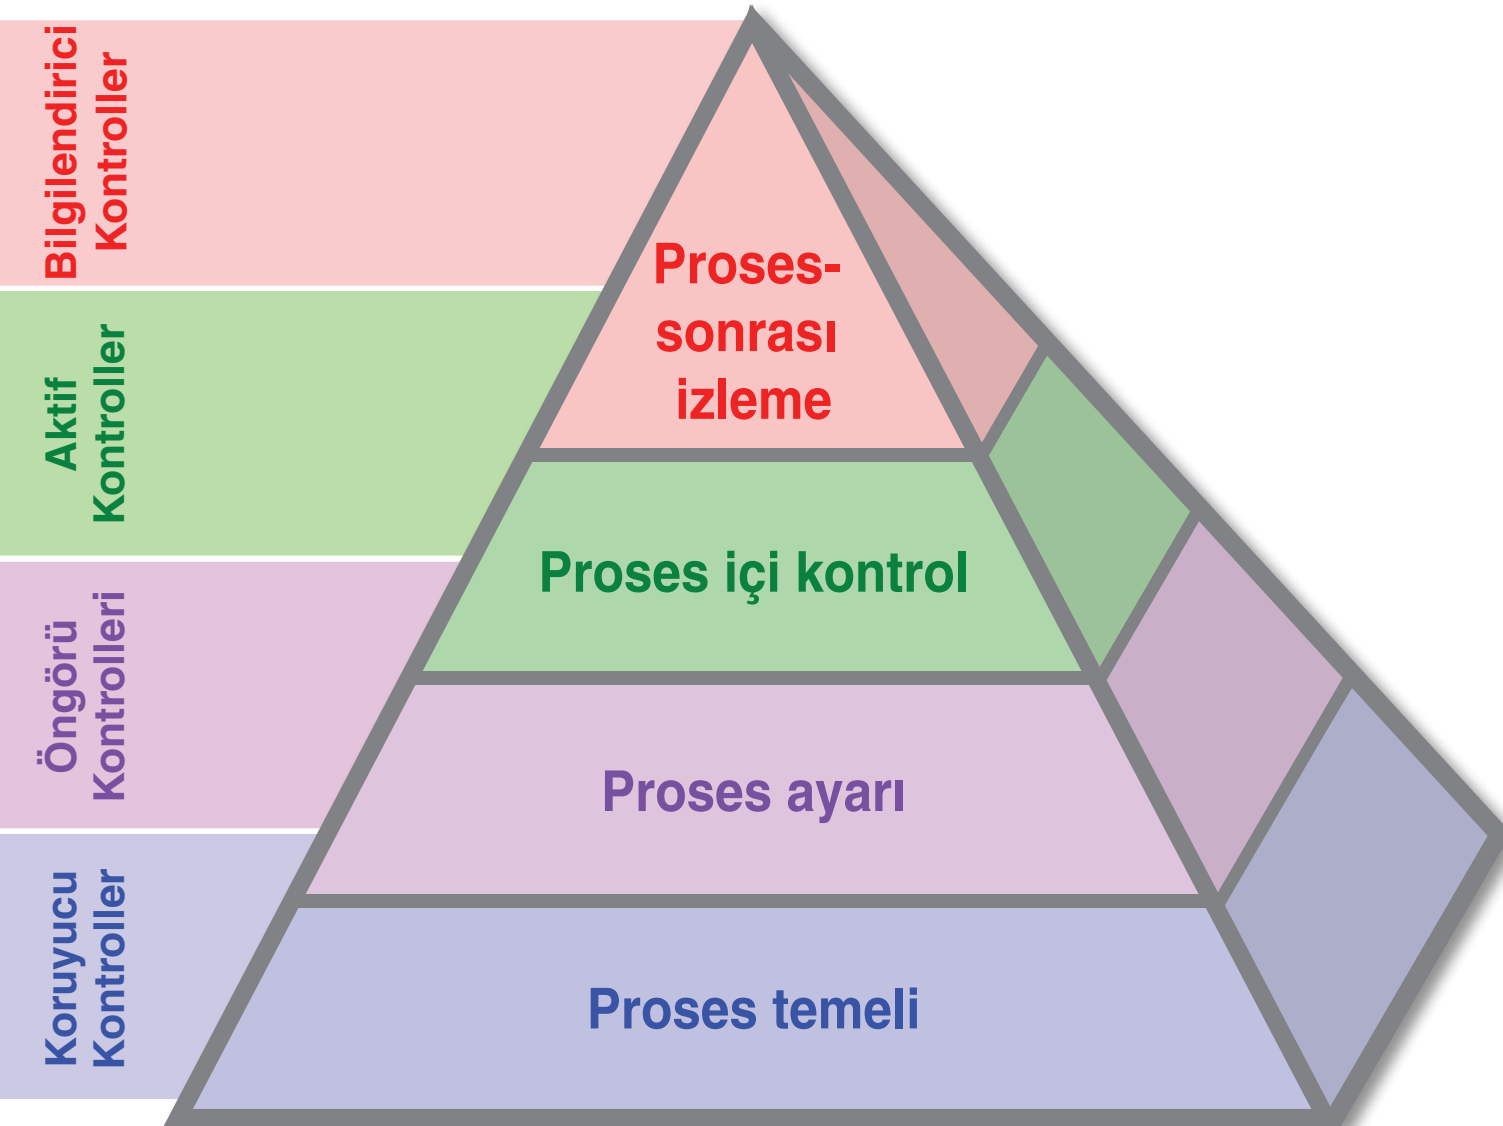 Bilgilendirici
Kontroller
Proses-
sonrası
izleme
Aktif
Kontroller
Proses içi kontrol
Öngörü
Kontrolleri
Proses ayarı
Koruyucu
Kontroller
Proses temeli